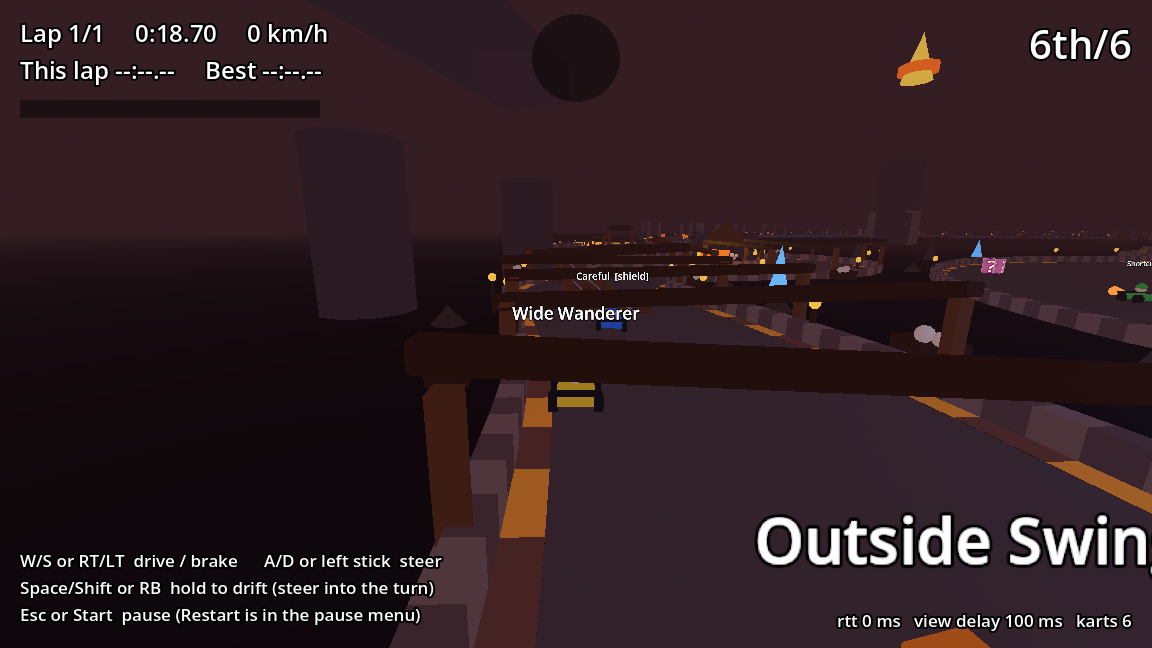 Lap 1/1 0:18.70 0 km/h
6th/6
This lap --:--.-- Best --:--.--
?
Careful [shield]
Wide Wanderer
Outside Swin
W/S or RT/LT drive / brake A/D or left stick steer
Space/Shift or RB hold to drift (steer into the turn)
Esc or Start pause (Restart is in the pause menu)
rtt 0 ms view delay 100 ms karts 6